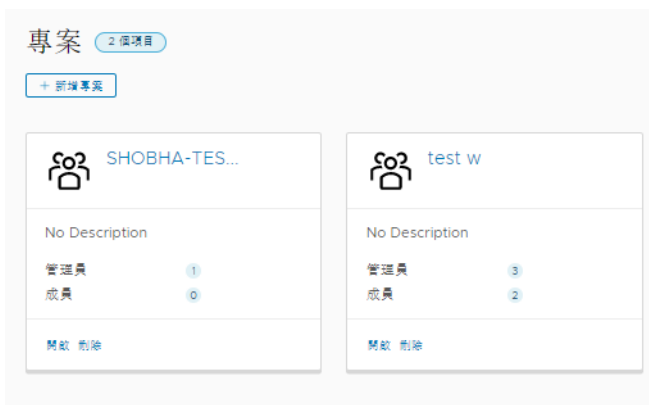 專案 2 個項目
+ 新增專案
SHOBHA-TES...
No Description
管理員 1
成員 0
開啟 刪除
test w
No Description
管理員 3
成員 2
開啟 刪除